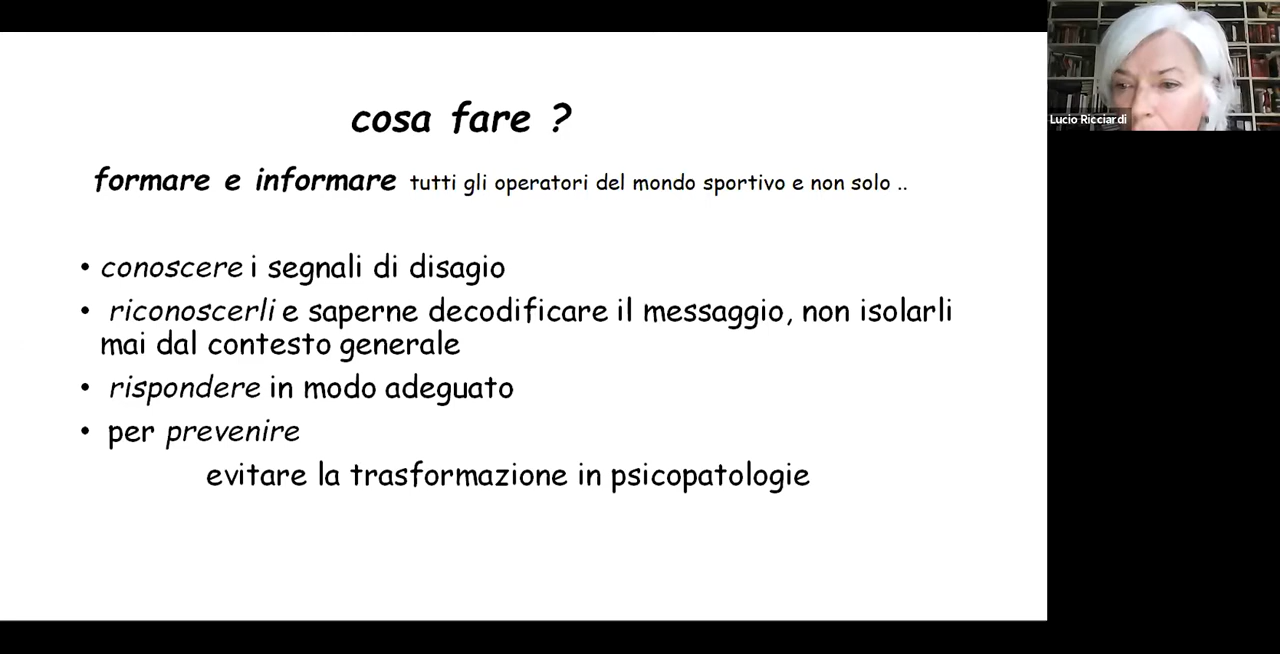 cosa fare ?
formare e informare tutti gli operatori del mondo sportivo e non solo ..
• conoscere i segnali di disagio
• riconoscerli e saperne decodificare il messaggio, non isolarli
mai dal contesto generale
• rispondere in modo adeguato
• per prevenire
evitare la trasformazione in psicopatologie
Lucio Ricciardi